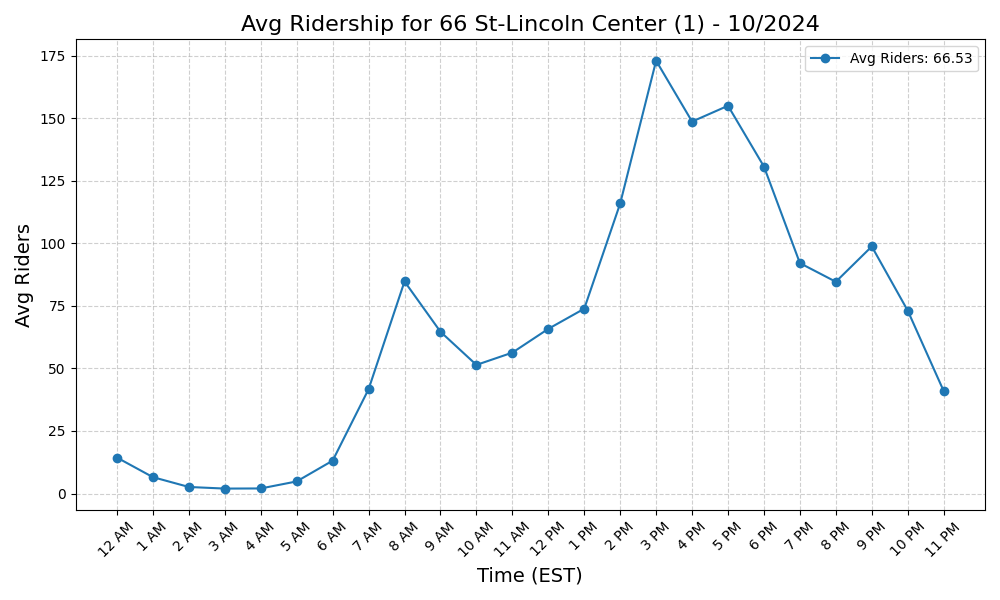 Avg Ridership for 66 St-Lincoln Center (1) - 10/2024
Avg Riders: 66.53
175
150
125
100
75
50
25
0
Avg Riders
12 AM
1 AM
2 AM
3 AM
4 AM
5 AM
6 AM
7 AM
8 AM
9 AM
10 AM
11 AM
12 PM
1 PM
2 PM
3 PM
4 PM
5 PM
6 PM
7 PM
8 PM
9 PM
10 PM
11 PM
Time (EST)